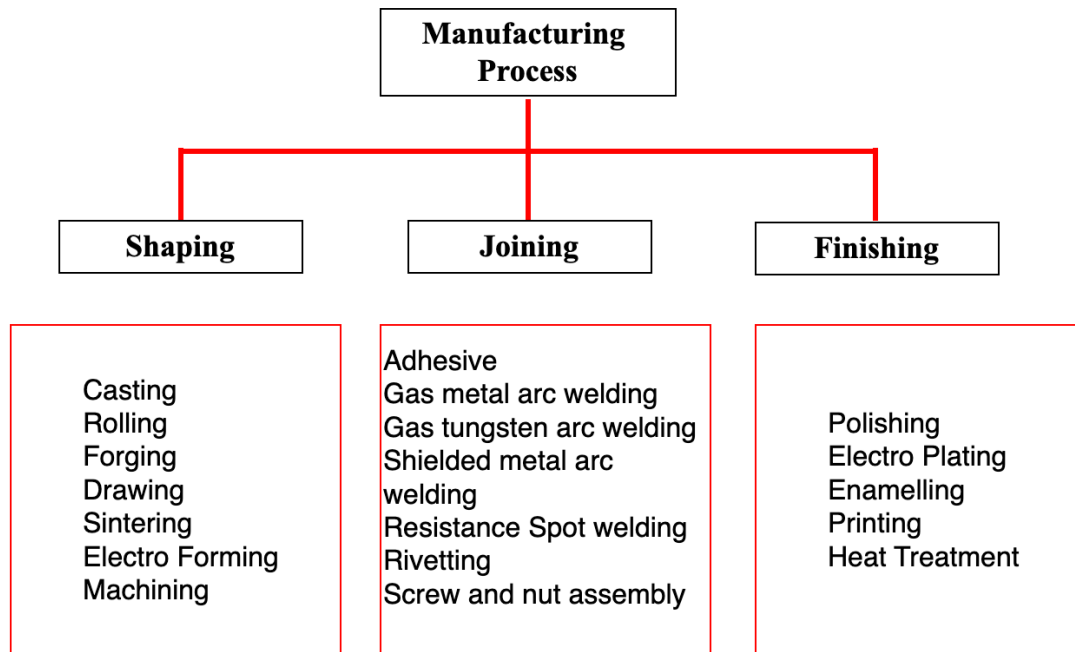 Manufacturing
Process
Shaping
Joining
Finishing
Casting
Rolling
Forging
Drawing
Sintering
Electro Forming
Machining
Adhesive
Gas metal arc welding
Gas tungsten arc welding
Shielded metal arc
welding
Resistance Spot welding
Rivetting
Screw and nut assembly
Polishing
Electro Plating
Enamelling
Printing
Heat Treatment